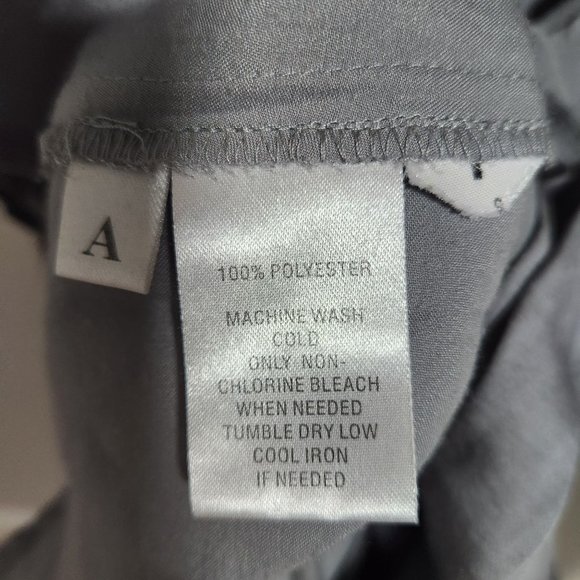 A
100% POLYESTER
MACHINE WASH
COLD
ONLY NON-
CHLORINE BLEACH
WHEN NEEDED
TUMBLE DRY LOW
COOL IRON
IF NEEDED